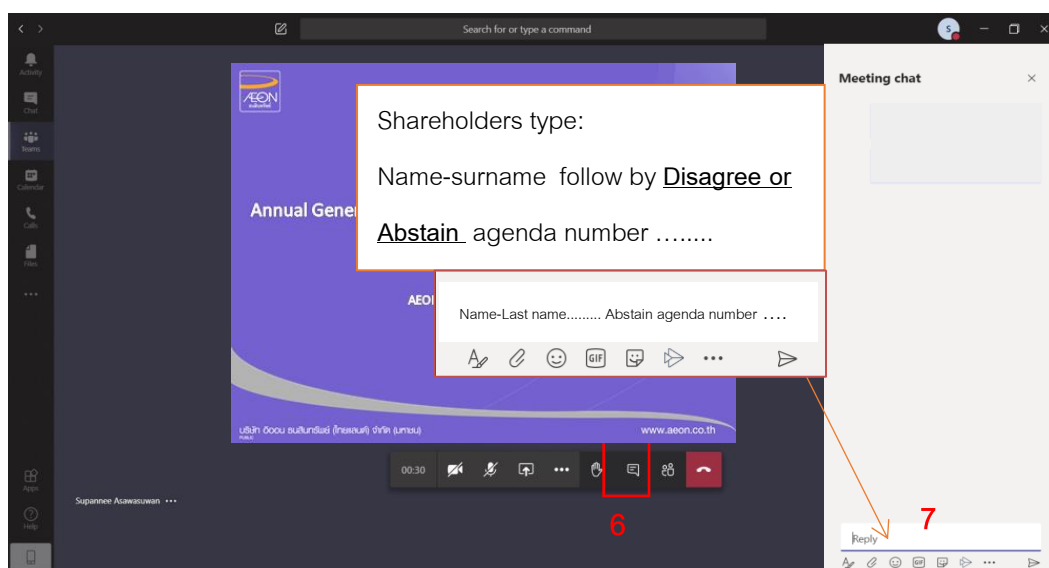 Search for or type a command
S
Activity
Chat
Teams
Calendar
Calls
Files
Apps
Help
ÆON
Annual Gene
AEO
บริษัท อิออน ธนสินทรัพย์ (ไทยแลนด์) จำกัด (มหาชน)
PUBLIC
www.aeon.co.th
Shareholders type:
Name-surname follow by Disagree or
Abstain agenda number ........
Name-Last name......... Abstain agenda number ....
GIF
00:30
6
Supannee Asawasuwan •••
Meeting chat
7
Reply
GIF